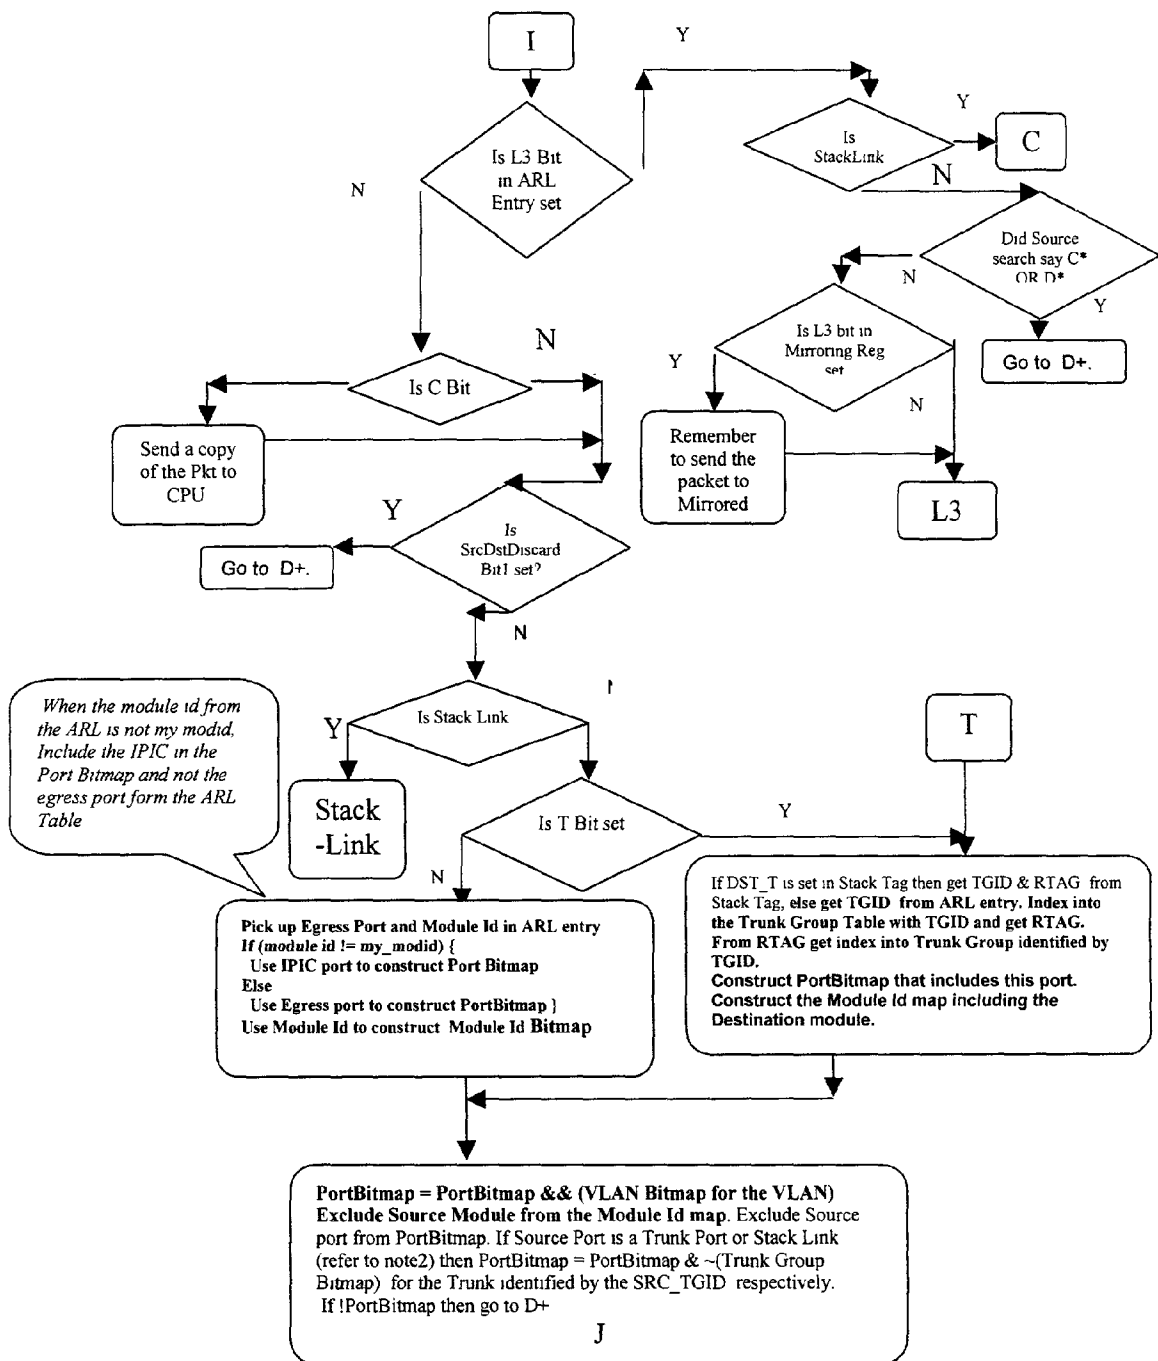 I
Y
Is L3 Bit
in ARL
Entry set
N
Is
StackLink
Y
C
N
Did Source
search say C*
OR D*
N
Y
Go to D+.
Is L3 bit in
Mirroring Reg
set
Y
N
Remember
to send the
packet to
Mirrored
L3
Is C Bit
N
Send a copy
of the Pkt to
CPU
Y
Is
SrcDstDiscard
Bit1 set?
Go to D+.
N
When the module id from
the ARL is not my modid,
Include the IPIC in the
Port Bitmap and not the
egress port form the ARL
Table
Is Stack Link
Y
Stack
-Link
T
Is T Bit set
Y
N
Pick up Egress Port and Module Id in ARL entry
If (module id != my_modid) {
Use IPIC port to construct Port Bitmap
Else
Use Egress port to construct PortBitmap }
Use Module Id to construct Module Id Bitmap
If DST_T is set in Stack Tag then get TGID & RTAG from
Stack Tag, else get TGID from ARL entry. Index into
the Trunk Group Table with TGID and get RTAG.
From RTAG get index into Trunk Group identified by
TGID.
Construct PortBitmap that includes this port.
Construct the Module Id map including the
Destination module.
PortBitmap = PortBitmap && (VLAN Bitmap for the VLAN)
Exclude Source Module from the Module Id map. Exclude Source
port from PortBitmap. If Source Port is a Trunk Port or Stack Link
(refer to note2) then PortBitmap = PortBitmap & ~(Trunk Group
Bitmap) for the Trunk identified by the SRC_TGID respectively.
If !PortBitmap then go to D+
J